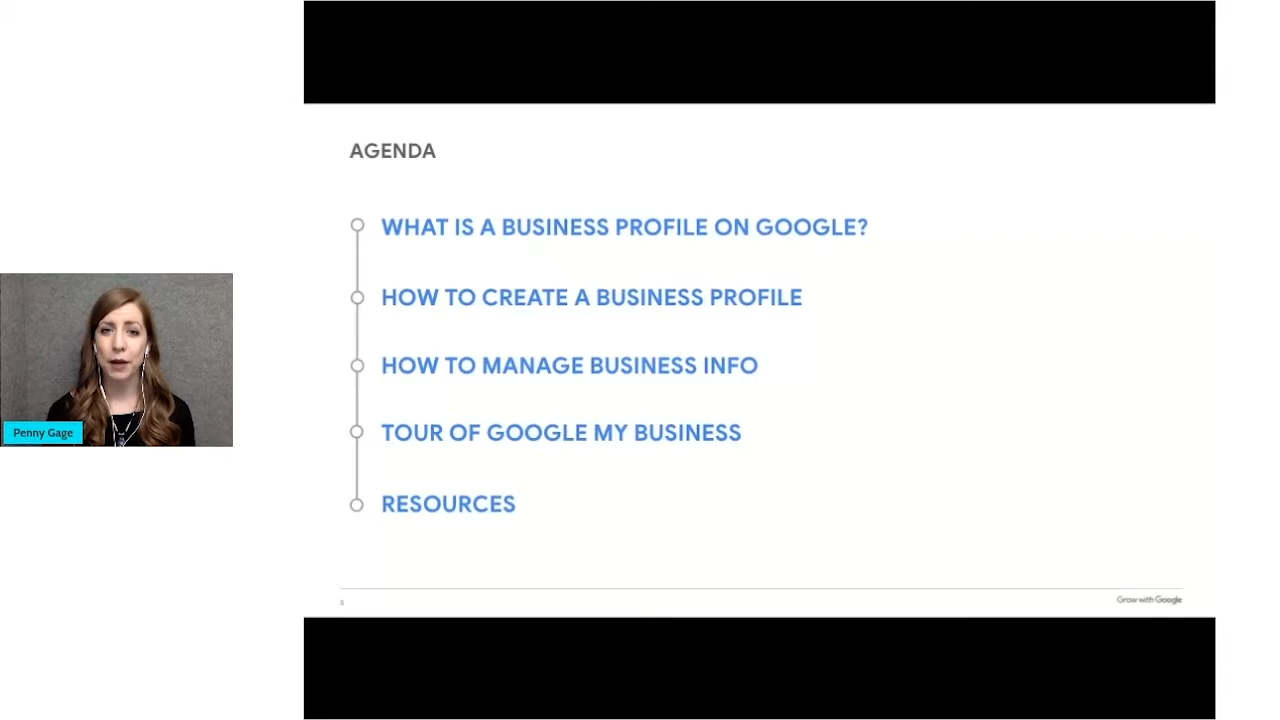 AGENDA
WHAT IS A BUSINESS PROFILE ON GOOGLE?
HOW TO CREATE A BUSINESS PROFILE
HOW TO MANAGE BUSINESS INFO
TOUR OF GOOGLE MY BUSINESS
RESOURCES
Penny Gage
5
Grow with Google